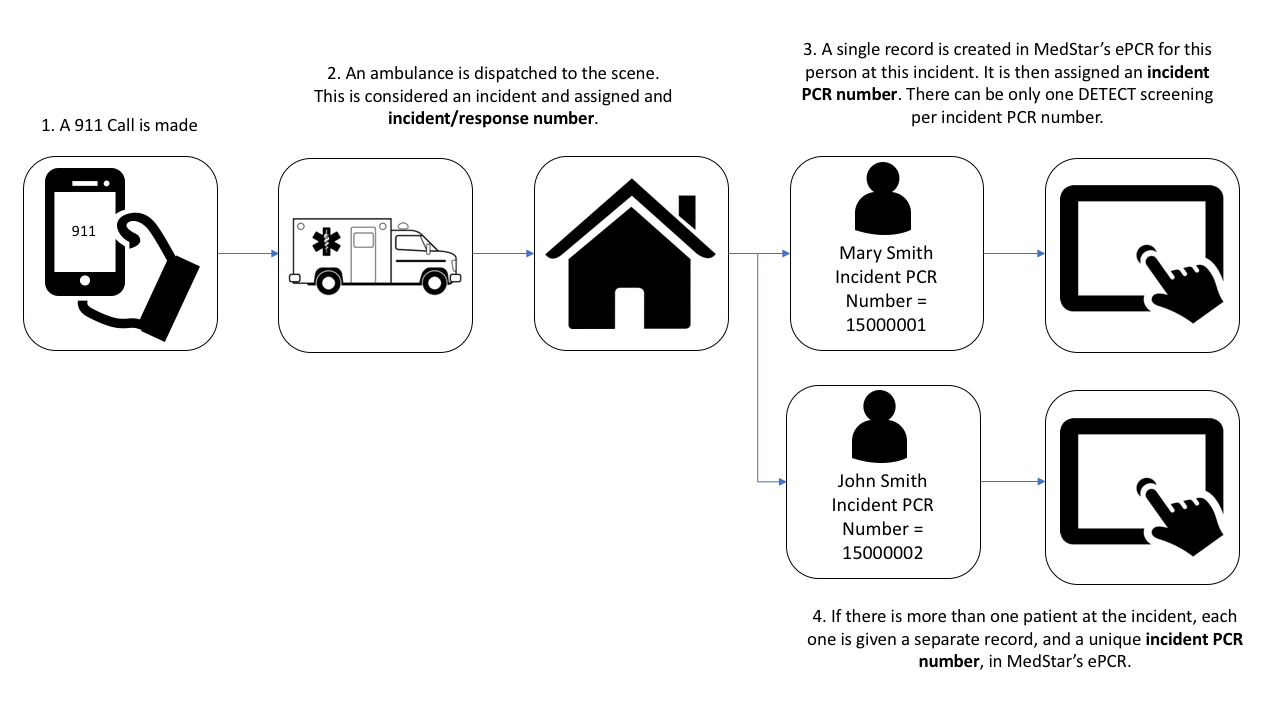 1. A 911 Call is made
2. An ambulance is dispatched to the scene.
This is considered an incident and assigned and
incident/response number.
3. A single record is created in MedStar’s ePCR for this
person at this incident. It is then assigned an incident
PCR number. There can be only one DETECT screening
per incident PCR number.
911
Mary Smith
Incident PCR
Number =
15000001
John Smith
Incident PCR
Number =
15000002
4. If there is more than one patient at the incident, each
one is given a separate record, and a unique incident PCR
number, in MedStar’s ePCR.